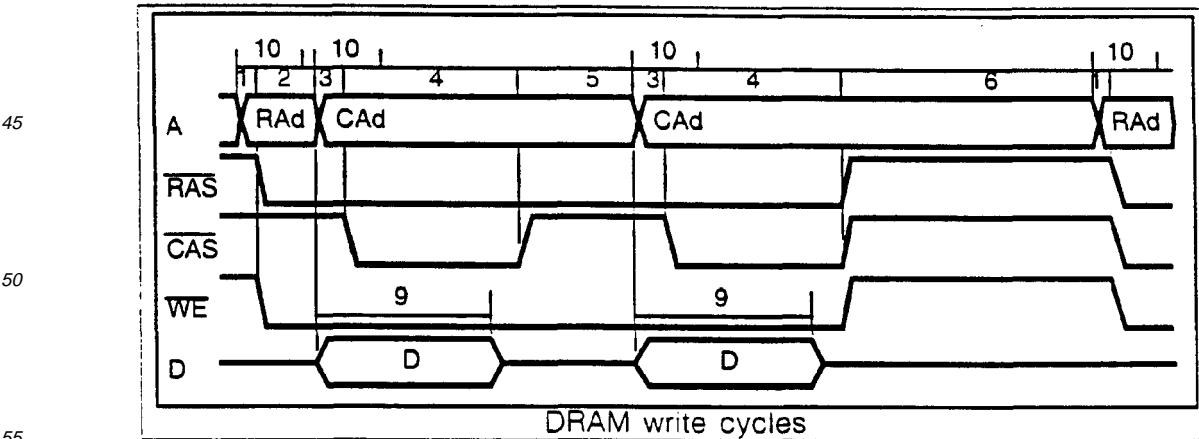 10 10 10 10
1 2 3 4 5 3 4 6 1
45
A RAd CAd CAd RAd
RAS
CAS
50
WE 9 9
D D D
DRAM write cycles
55